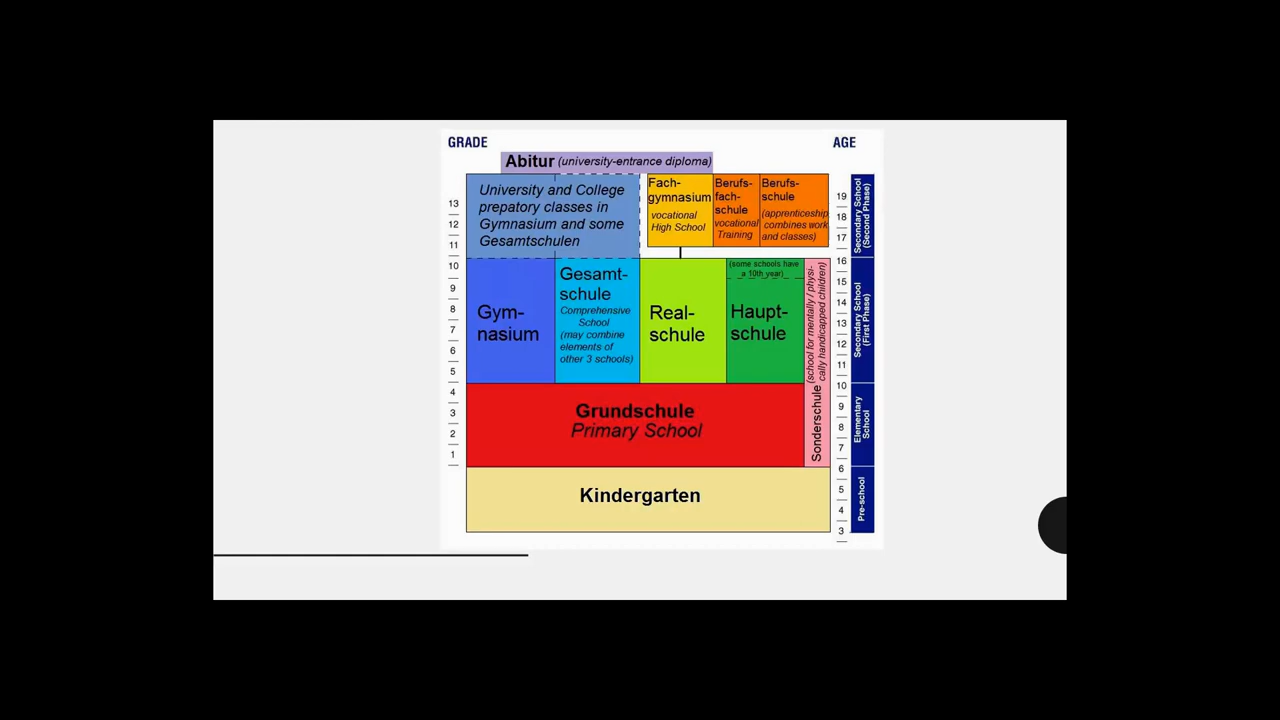 GRADE
AGE
Abitur (university-entrance diploma)
University and College
prepatory classes in
Gymnasium and some
Gesamtschulen
Fach-
gymnasium
vocational
High School
Berufs-
fach-
schule
vocational
Training
Berufs-
schule
(apprenticeship,
combines work
and classes)
Gym-
nasium
Gesamt-
schule
Comprehensive
School
(may combine
elements of
other 3 schools)
Real-
schule
(some schools have
a 10th year)
Haupt-
schule
Sonderschule
(school for mentally / physi-
cally handicapped children)
Grundschule
Primary School
Kindergarten
13
12
11
10
9
8
7
6
5
4
3
2
1
19
18
17
16
15
14
13
12
11
10
9
8
7
6
5
4
3
Secondary School
(Second Phase)
Secondary School
(First Phase)
Elementary
School
Pre-school